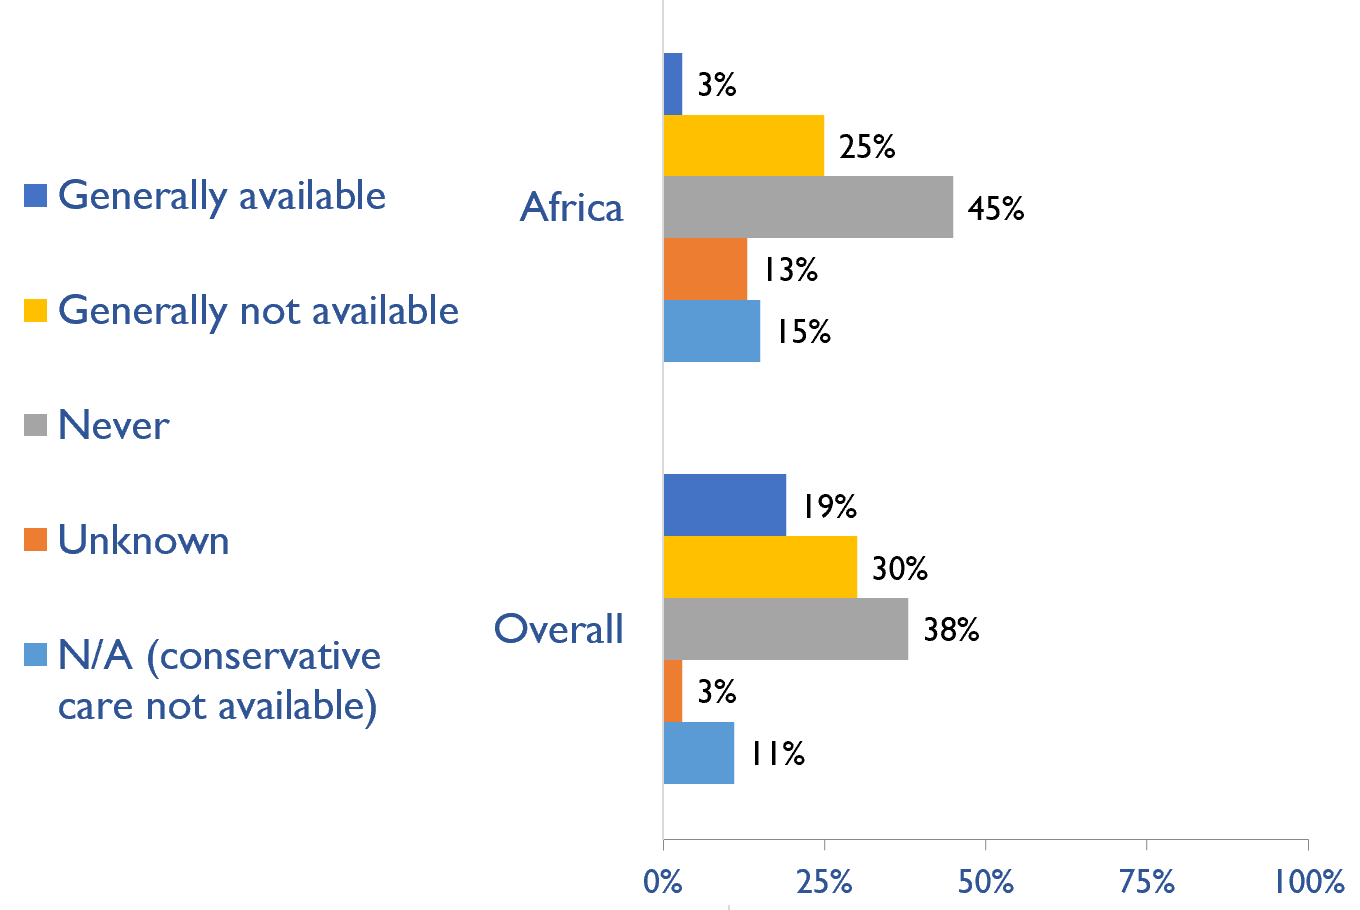 Generally available
Generally not available
Never
Unknown
N/A (conservative
care not available)
Africa
3%
25%
45%
13%
15%
Overall
19%
30%
38%
3%
11%
0% 25% 50% 75% 100%